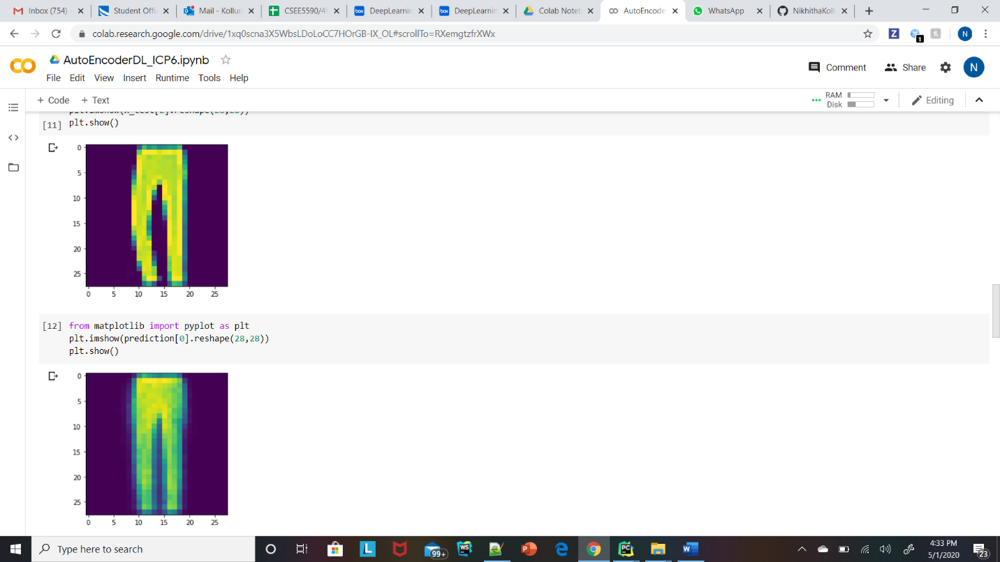 Inbox (754) -
Student Offi
Mail - Kollur
CSEE5590/49
DeepLearnin
DeepLearnin
Colab Noteb
AutoEncode
WhatsApp
NikhithaKoll
colab.research.google.com/drive/1xq0scna3X5WbsLDoLoCC7HOrGB-IX_OL#scrollTo=RXemgtzfrXWx
Z
1
N
AutoEncoderDL_ICP6.ipynb
File Edit View Insert Runtime Tools Help
Comment
Share
N
+ Code + Text
RAM
Disk
Editing
[11] plt.show()
0
5
10
15
20
25
0 5 10 15 20 25
[12] from matplotlib import pyplot as plt
plt.imshow(prediction[0].reshape(28,28))
plt.show()
0
5
10
15
20
25
0 5 10 15 20 25
Type here to search
L
99+
WS
P
PC
W
4:33 PM
5/1/2020
23